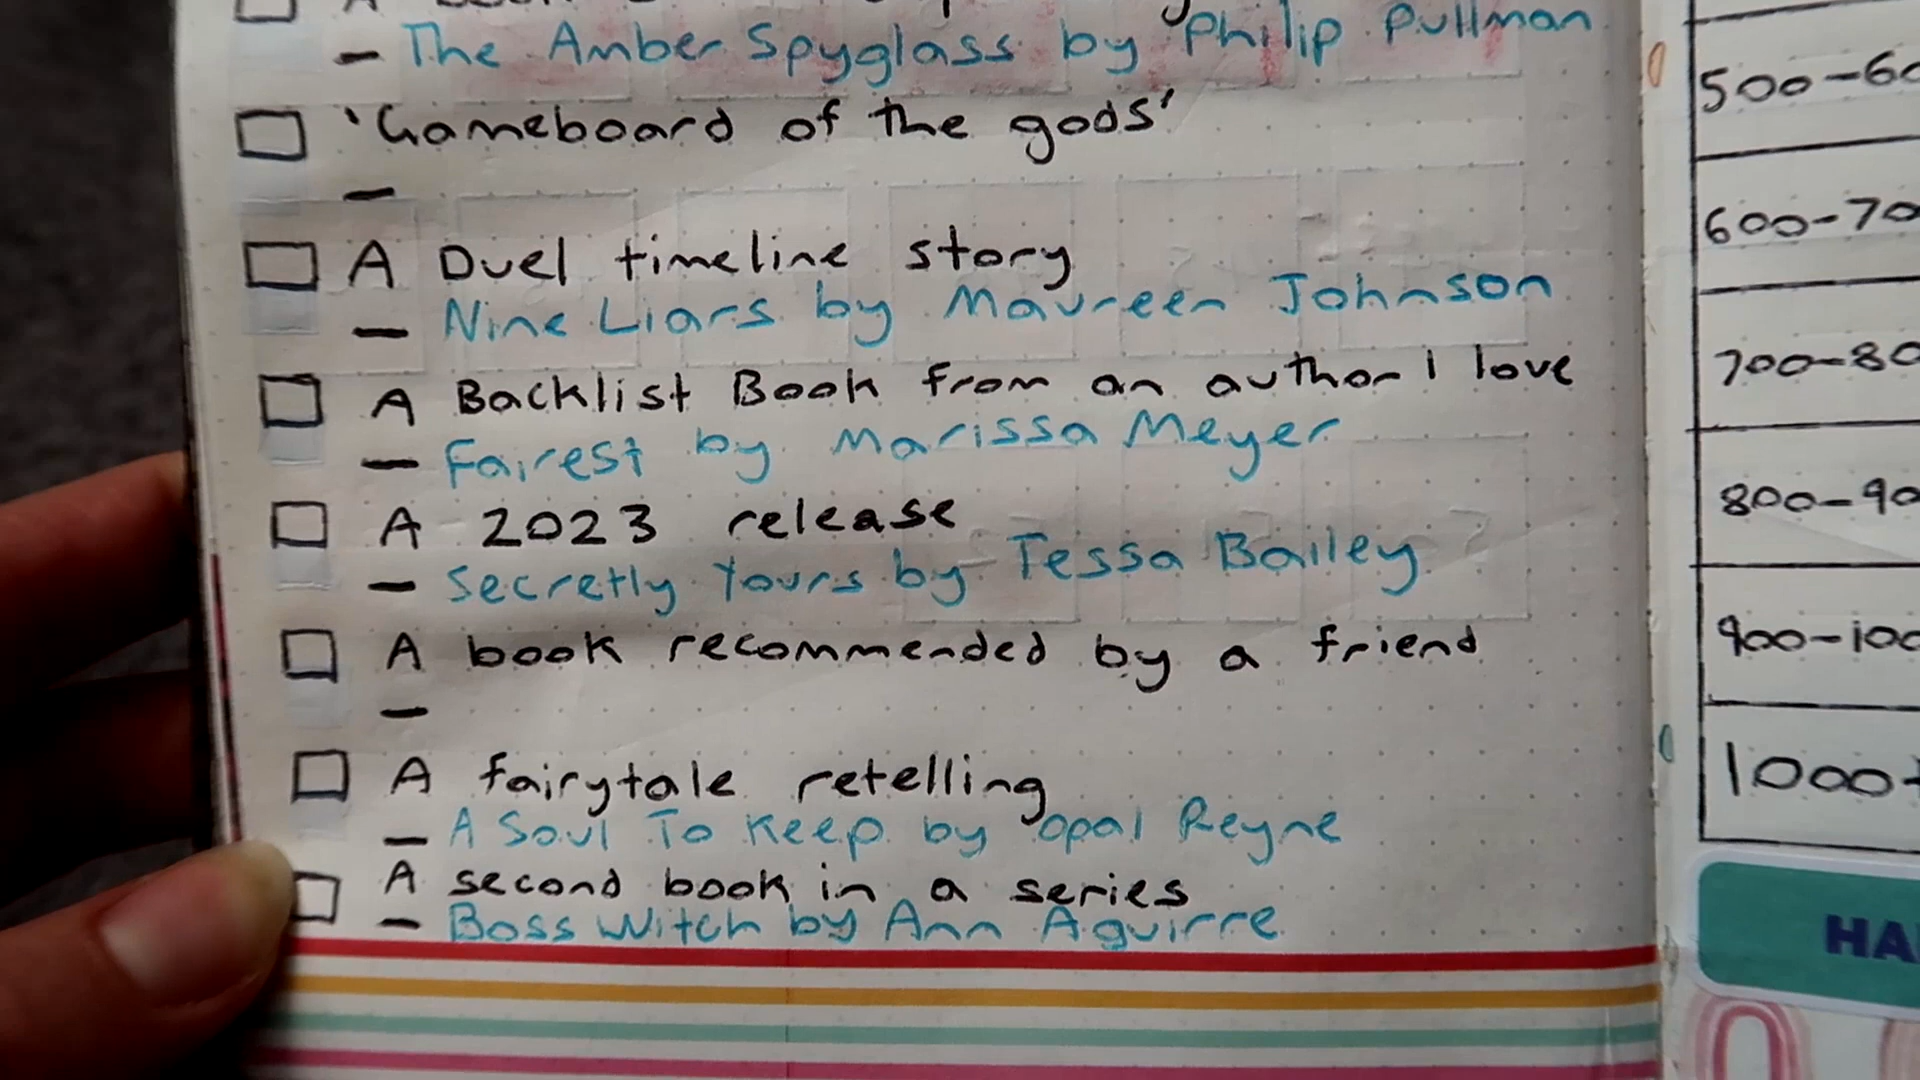 - The Amber Spyglass by Philip Pullman
'Gameboard of the gods'
-
A Duel timeline story
- Nine Liars by Maureen Johnson
A Backlist Book from an author I love
- Fairest by Marissa Meyer
A 2023 release
- Secretly Yours by Tessa Bailey
A book recommended by a friend
-
A fairytale retelling
- A Soul To Keep by Opal Reyne
A second book in a series
- Boss Witch by Ann Aguirre
500-60
600-70
700-80
800-90
900-100
1000+
HA